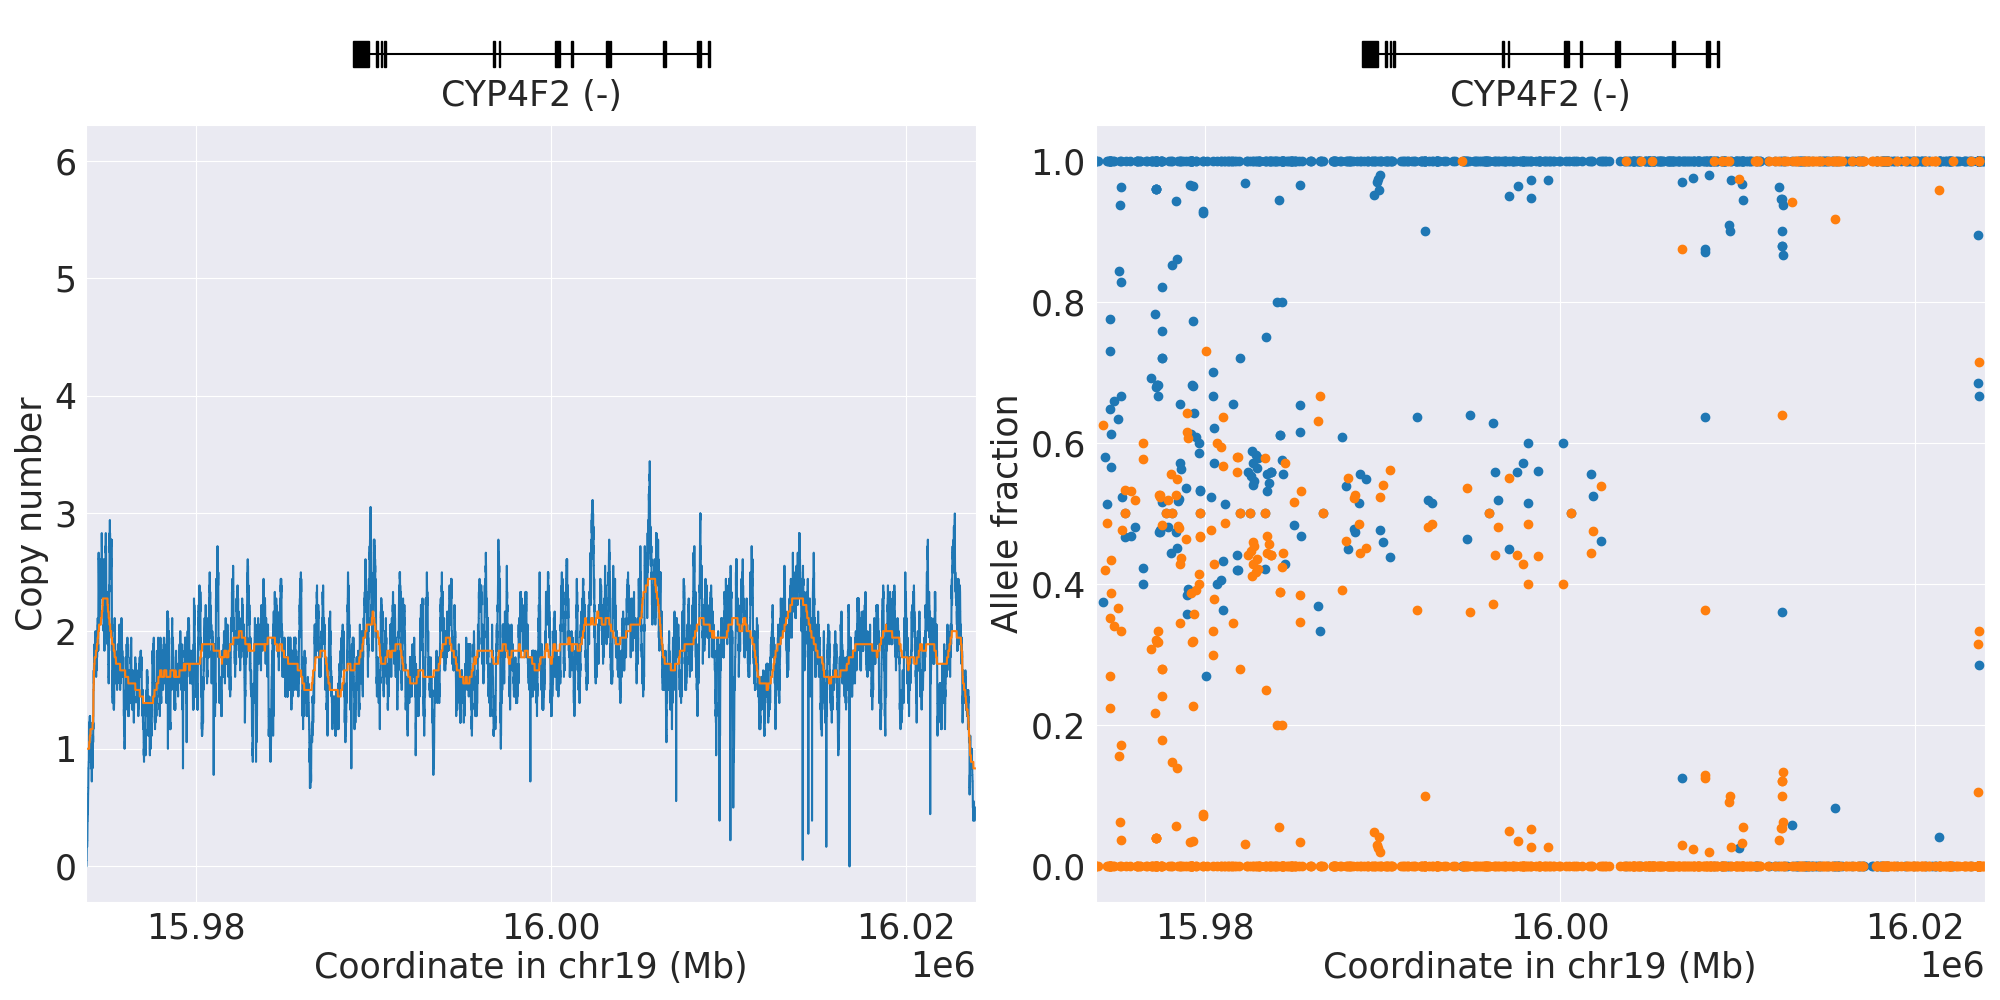 CYP4F2 (-)
6
5
4
3
2
1
0
Copy number
15.98
16.00
16.02
Coordinate in chr19 (Mb)
1e6
CYP4F2 (-)
1.0
0.8
0.6
0.4
0.2
0.0
Allele fraction
15.98
16.00
16.02
Coordinate in chr19 (Mb)
1e6